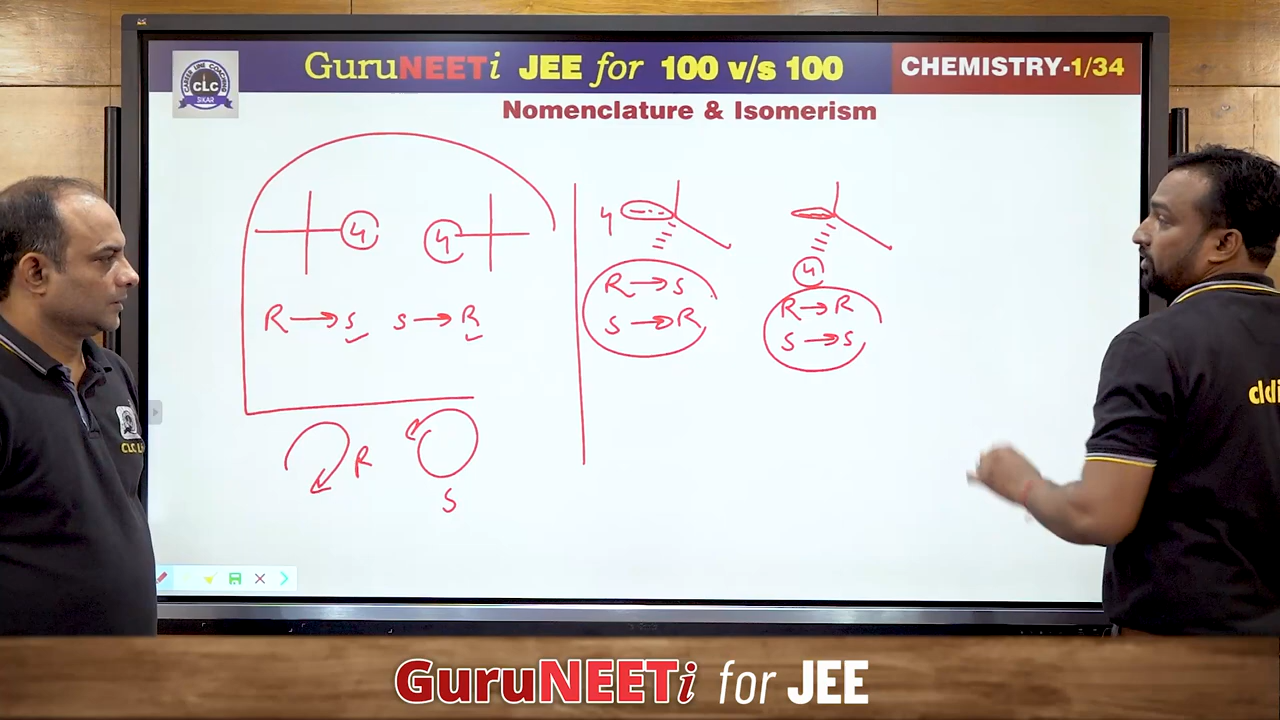 GuruNEETi JEE for 100 v/s 100
CHEMISTRY-1/34
CLC
SIKAR
Nomenclature & Isomerism
4
4
4
4
R → S
S → R
R → S
S → R
R → R
S → S
R
S
CLC
GuruNEETi for JEE